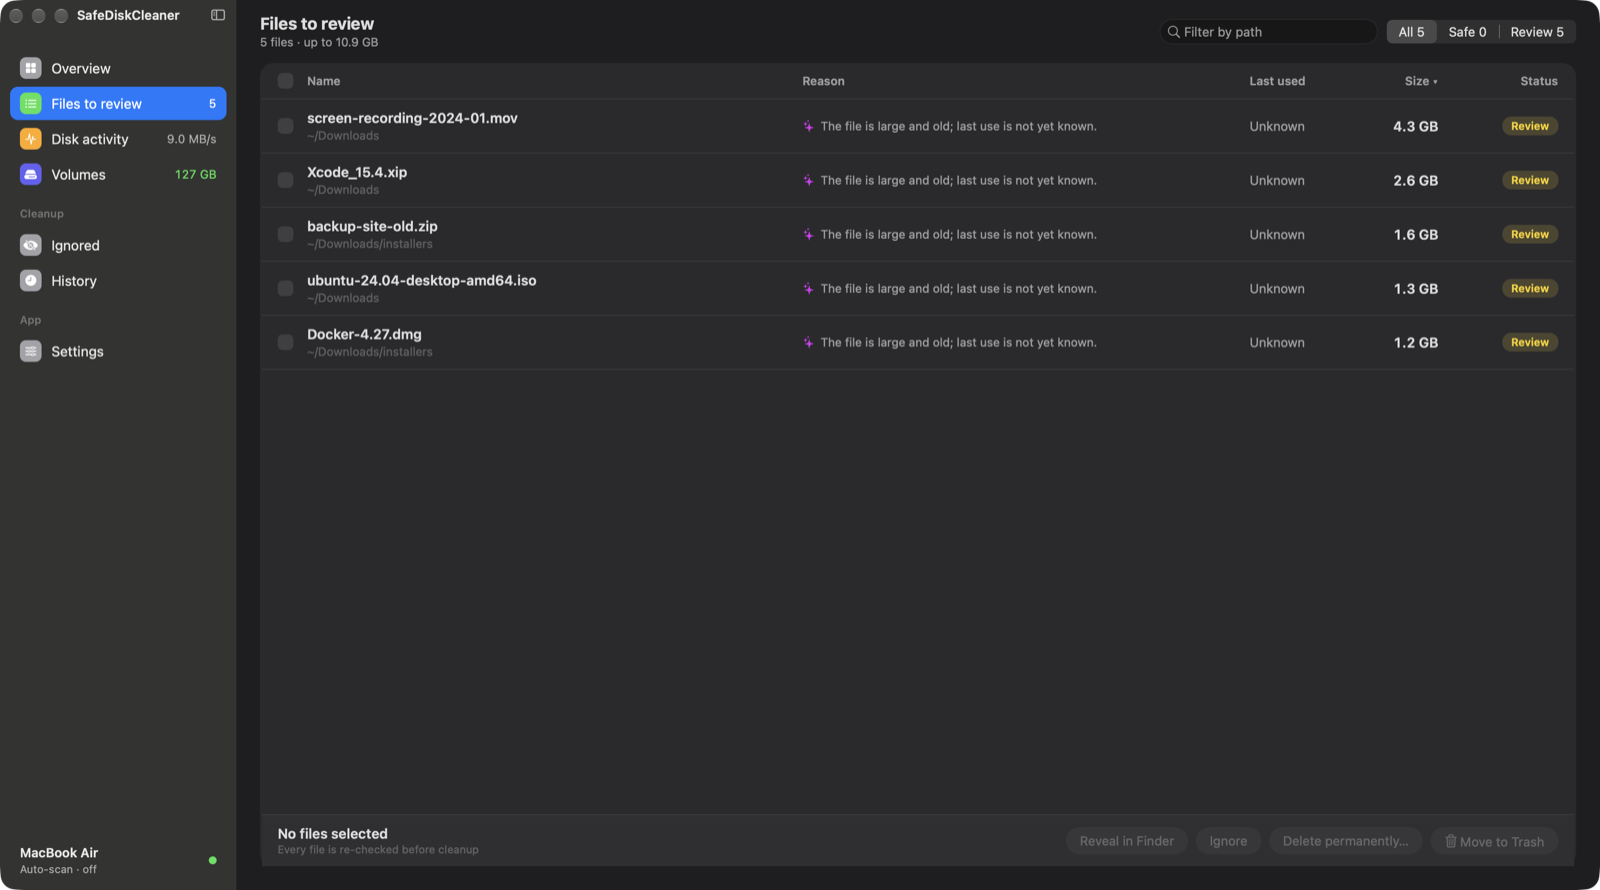 SafeDiskCleaner
Overview
Files to review 5
Disk activity 9.0 MB/s
Volumes 127 GB
Cleanup
Ignored
History
App
Settings
MacBook Air
Auto-scan · off
Files to review
5 files · up to 10.9 GB
Filter by path
All 5 Safe 0 Review 5
Name Reason Last used Size Status
screen-recording-2024-01.mov
~/Downloads
The file is large and old; last use is not yet known. Unknown 4.3 GB Review
Xcode_15.4.xip
~/Downloads
The file is large and old; last use is not yet known. Unknown 2.6 GB Review
backup-site-old.zip
~/Downloads/installers
The file is large and old; last use is not yet known. Unknown 1.6 GB Review
ubuntu-24.04-desktop-amd64.iso
~/Downloads
The file is large and old; last use is not yet known. Unknown 1.3 GB Review
Docker-4.27.dmg
~/Downloads/installers
The file is large and old; last use is not yet known. Unknown 1.2 GB Review
No files selected
Every file is re-checked before cleanup
Reveal in Finder Ignore Delete permanently... Move to Trash